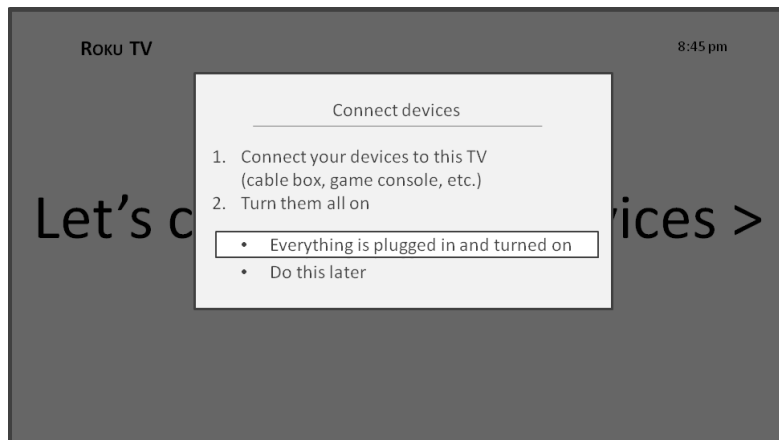 Roku TV
8:45 pm
Connect devices
1. Connect your devices to this TV
(cable box, game console, etc.)
2. Turn them all on
Let's c
ices >
• Everything is plugged in and turned on
• Do this later